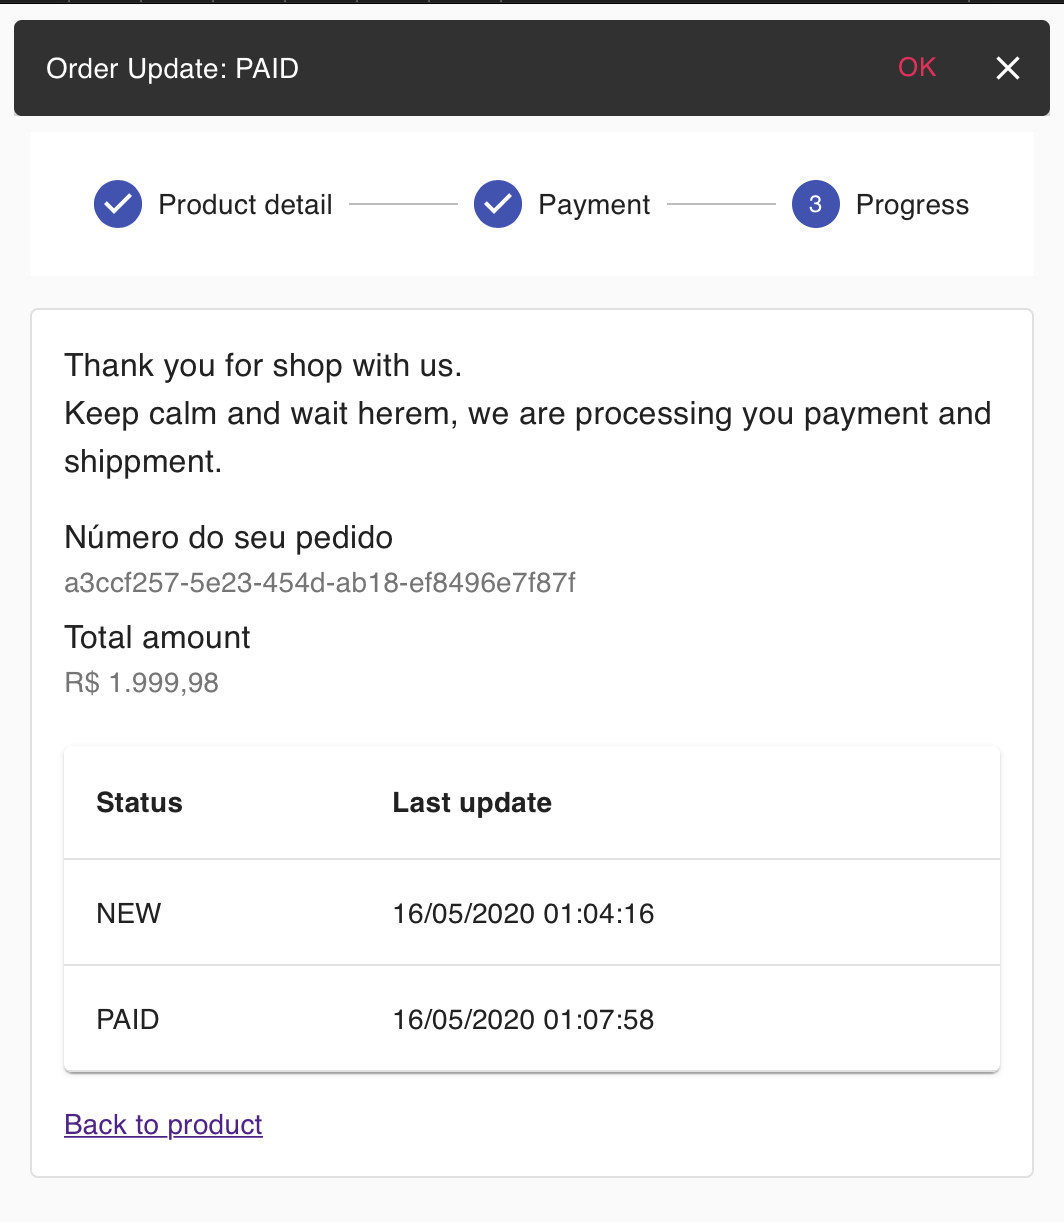 Order Update: PAID OK
Product detail Payment 3 Progress
Thank you for shop with us.
Keep calm and wait herem, we are processing you payment and
shippment.
Número do seu pedido
a3ccf257-5e23-454d-ab18-ef8496e7f87f
Total amount
R$ 1.999,98
Status Last update
NEW 16/05/2020 01:04:16
PAID 16/05/2020 01:07:58
Back to product